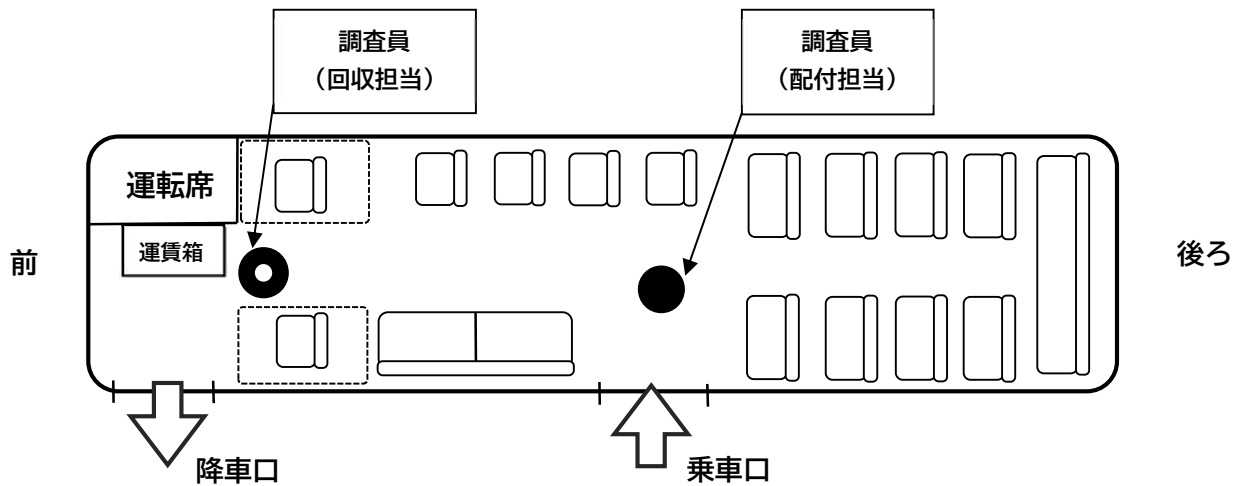 調査員
（回収担当）
調査員
（配付担当）
運転席
運賃箱
前
後ろ
降車口
乗車口